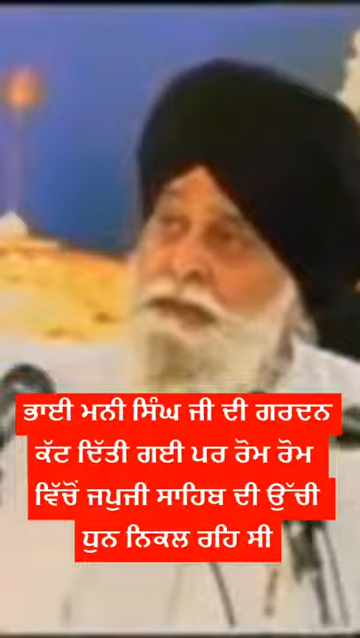 ਭਾਈ ਮਨੀ ਸਿੰਘ ਜੀ ਦੀ ਗਰਦਨ
ਕੱਟ ਦਿੱਤੀ ਗਈ ਪਰ ਰੋਮ ਰੋਮ
ਵਿੱਚੋਂ ਜਪੁਜੀ ਸਾਹਿਬ ਦੀ ਉੱਚੀ
ਧੁਨ ਨਿਕਲ ਰਹਿ ਸੀ